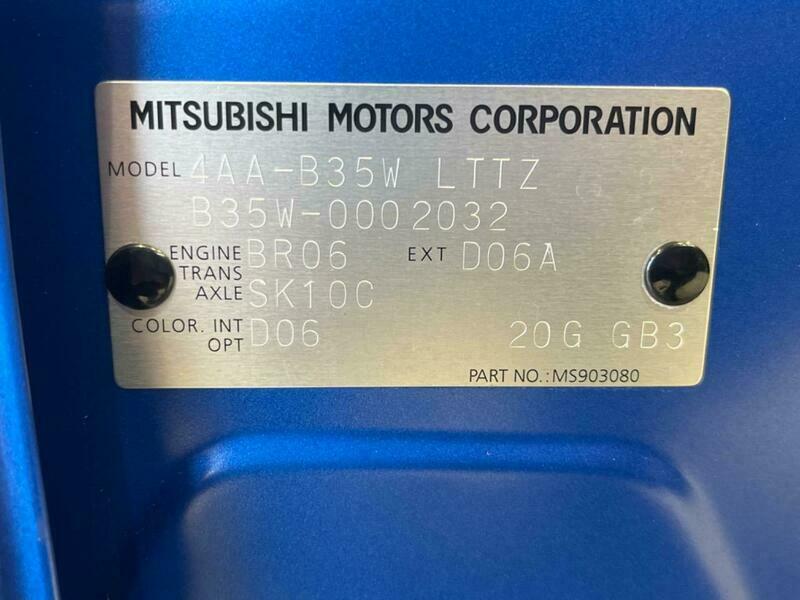 MITSUBISHI MOTORS CORPORATION
MODEL 4AA-B35W LTTZ
B35W-0002032
ENGINE BR06 EXT D06A
TRANS
AXLE SK10C
COLOR. INT D06 20G GB3
OPT
PART NO.:MS903080